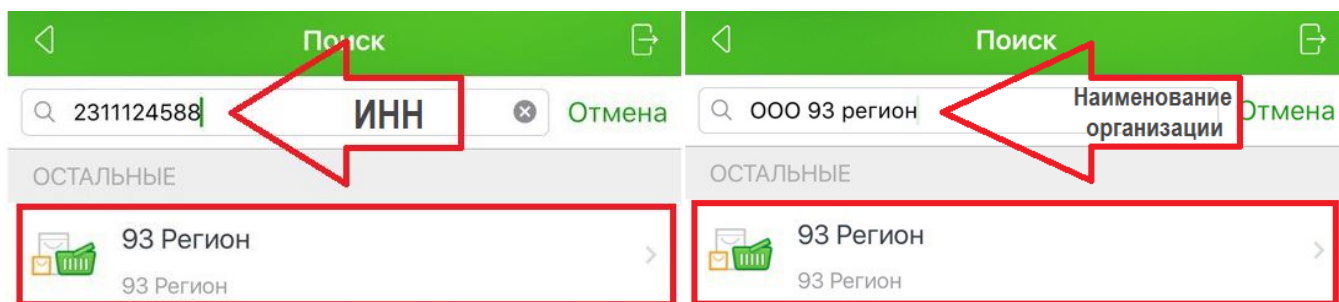 Поиск
2311124588
ИНН
Отмена
ОСТАЛЬНЫЕ
93 Регион
93 Регион
Поиск
ООО 93 регион
Наименование
организации
Отмена
ОСТАЛЬНЫЕ
93 Регион
93 Регион